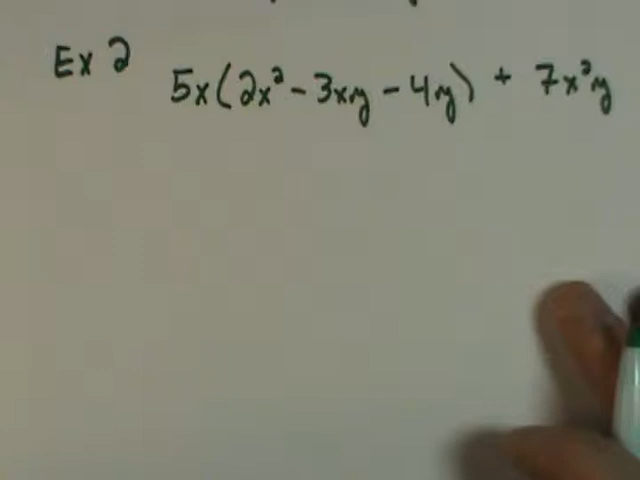 Ex 2 5x(2x² - 3xy - 4y) + 7x²y